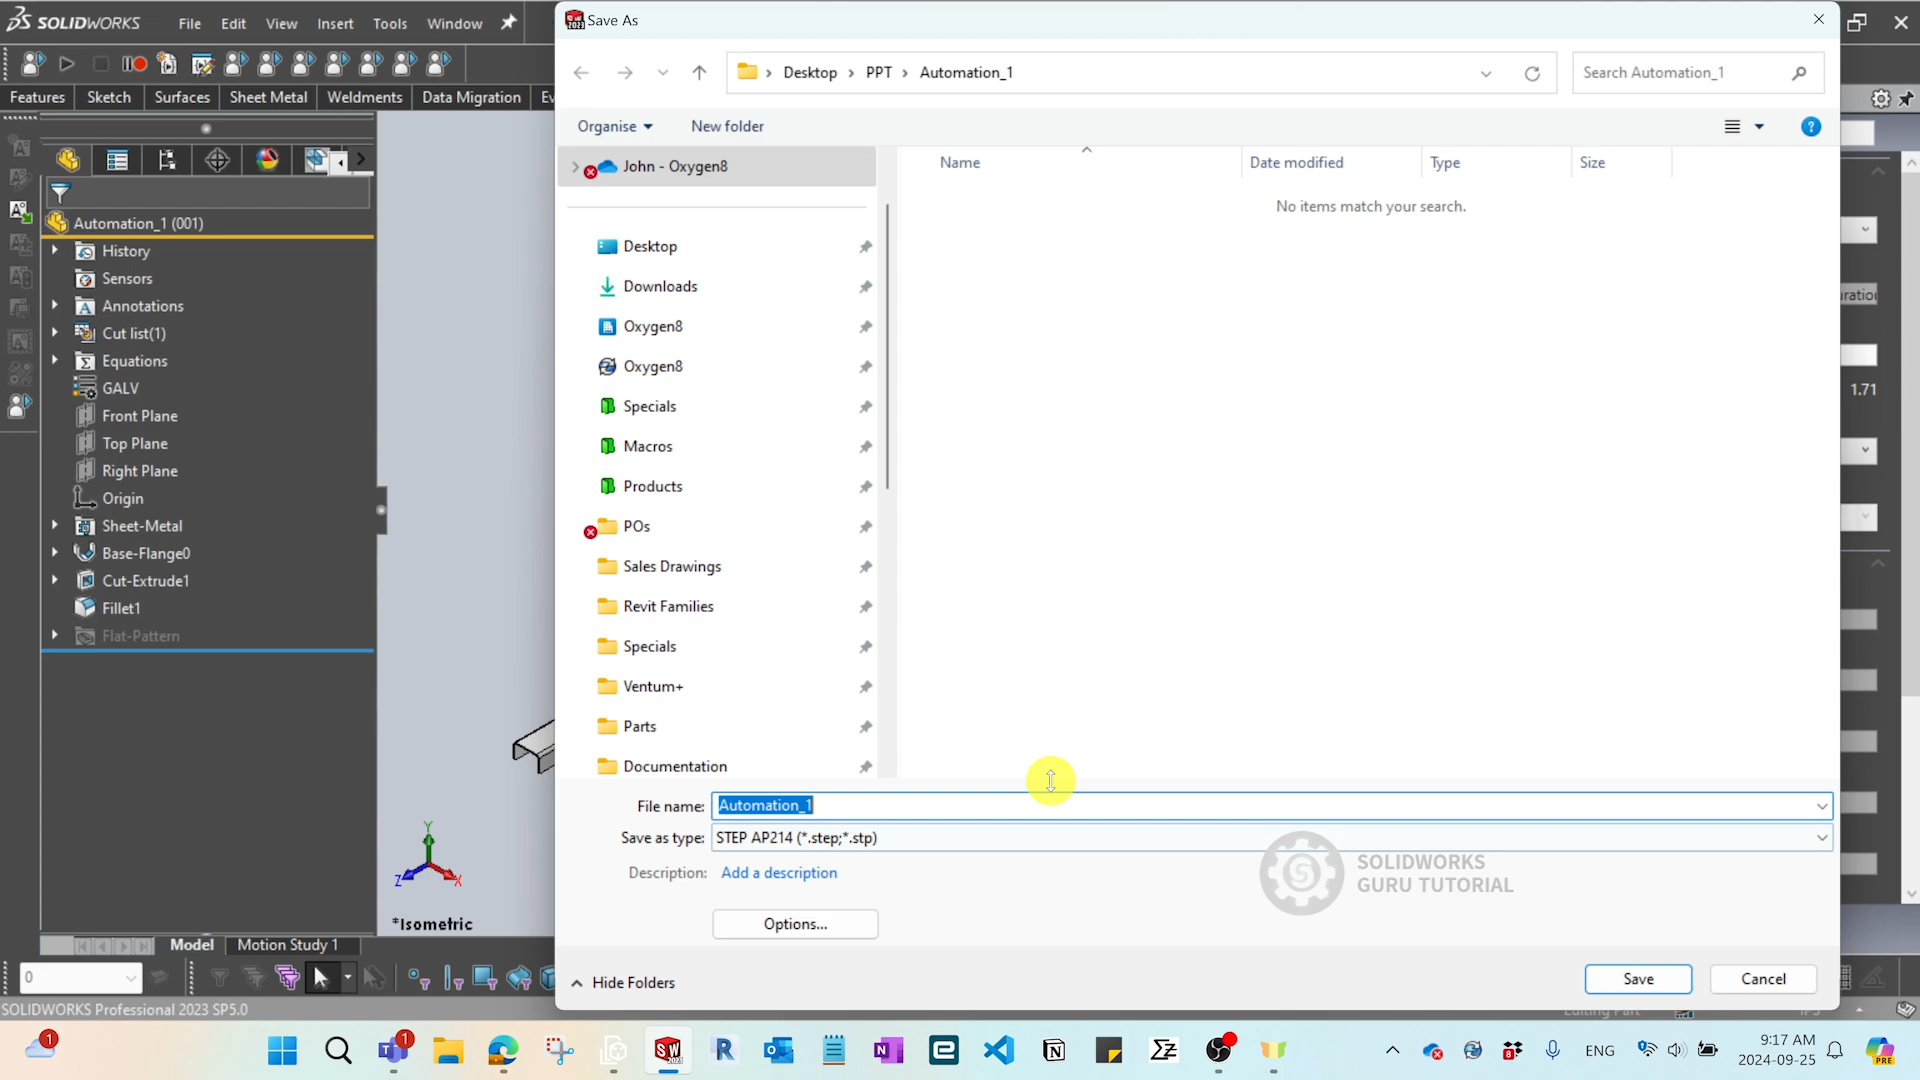 SOLIDWORKS File Edit View Insert Tools Window
Features Sketch Surfaces Sheet Metal Weldments Data Migration Ev
Automation_1 (001)
History
Sensors
Annotations
Cut list(1)
Equations
GALV
Front Plane
Top Plane
Right Plane
Origin
Sheet-Metal
Base-Flange0
Cut-Extrude1
Fillet1
Flat-Pattern
*Isometric
Model Motion Study 1
0
SOLIDWORKS Professional 2023 SP5.0
Save As
Desktop PPT Automation_1
Search Automation_1
Organise New folder
John - Oxygen8
Name Date modified Type Size
No items match your search.
Desktop
Downloads
Oxygen8
Oxygen8
Specials
Macros
Products
POs
Sales Drawings
Revit Families
Specials
Ventum+
Parts
Documentation
File name: Automation_1
Save as type: STEP AP214 (*.step;*.stp)
Description: Add a description
Options...
Hide Folders
Save Cancel
SOLIDWORKS
GURU TUTORIAL
1.71
Editing Part
ENG
9:17 AM
2024-09-25